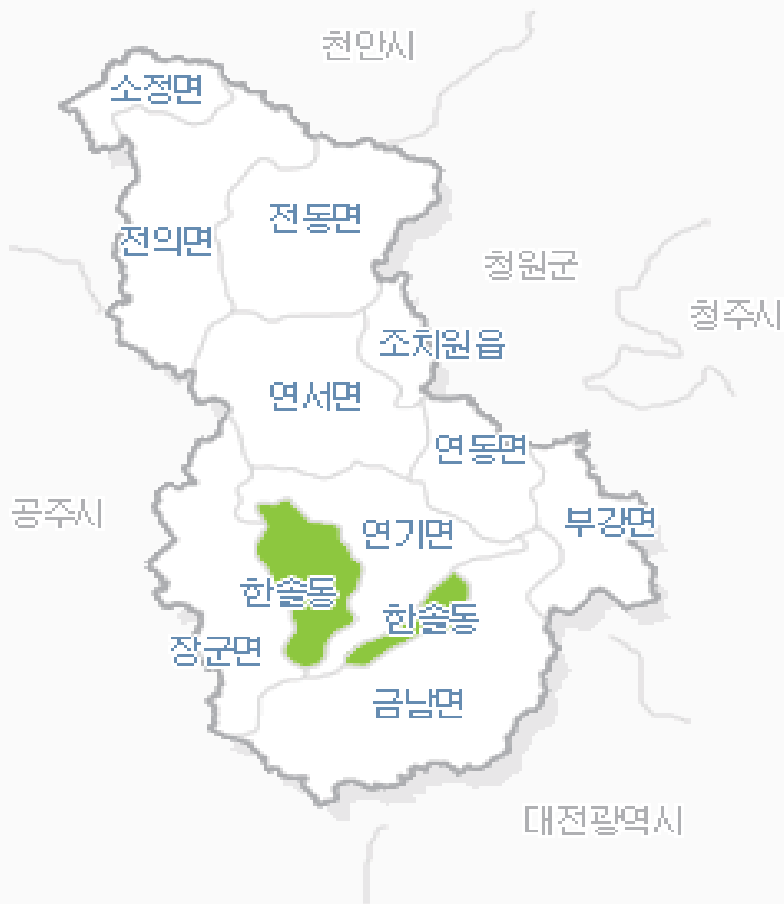 천안시
소정면
전동면
전의면
청원군
청주시
조치원읍
연서면
연동면
공주시
부강면
연기면
한솔동
한솔동
장군면
금남면
대전광역시